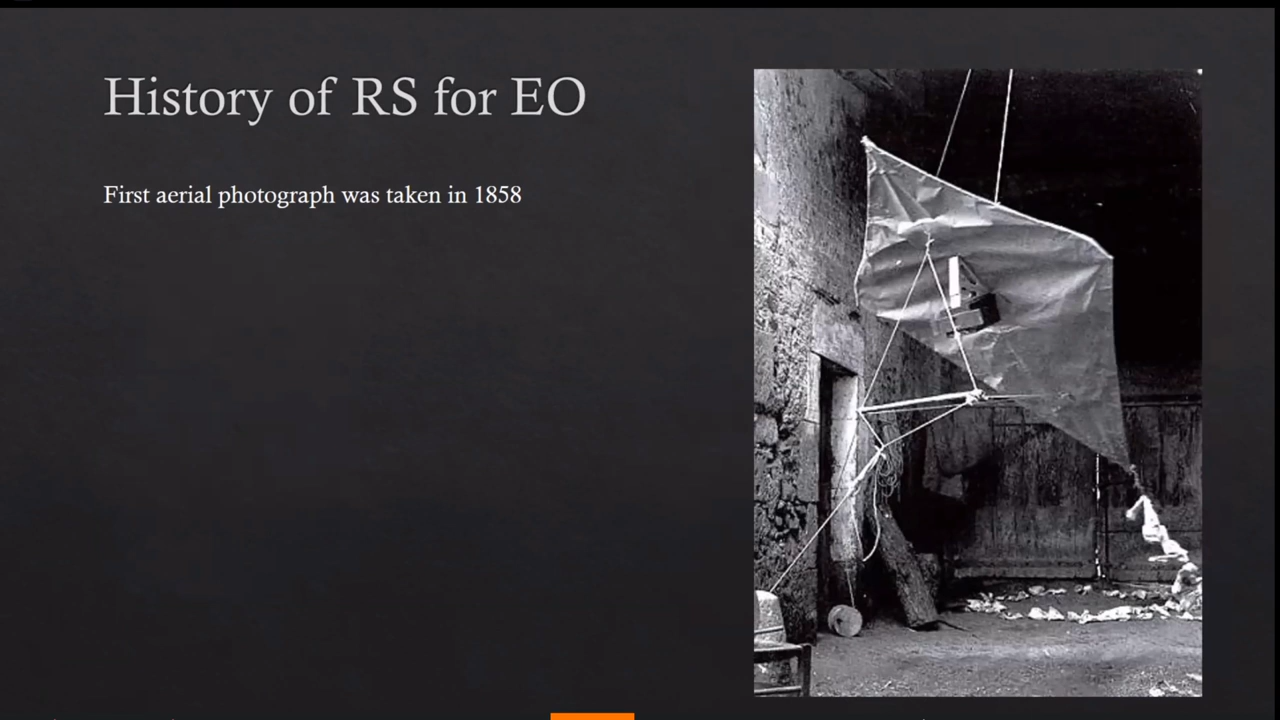 History of RS for EO
First aerial photograph was taken in 1858